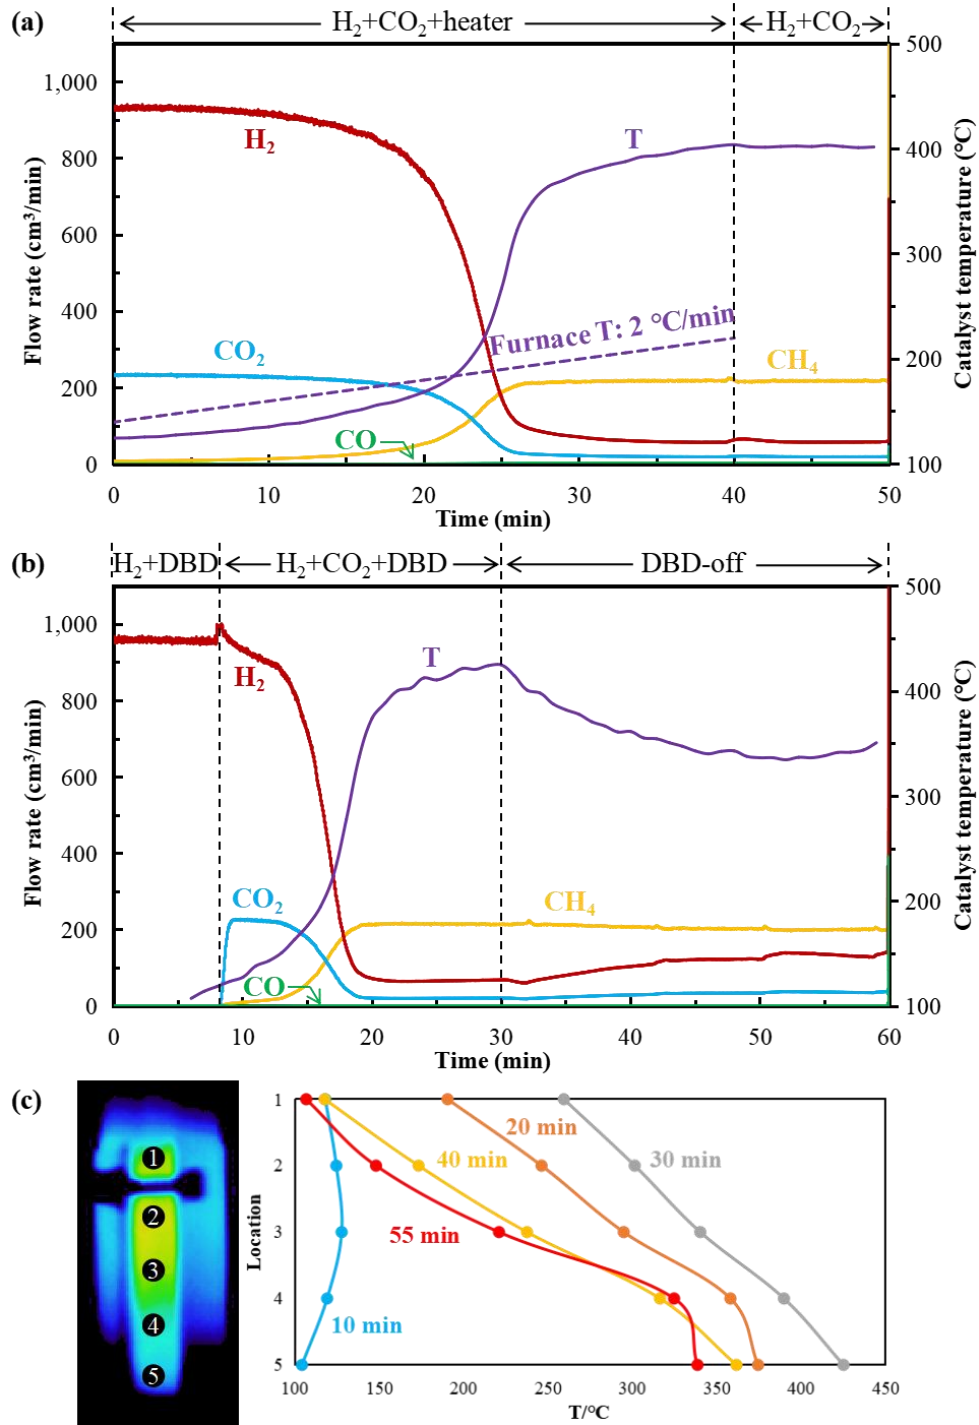 (a)
H₂+CO₂+heater
H₂+CO₂
1,000
800
600
400
200
0
Flow rate (cm³/min)
500
400
300
200
100
Catalyst temperature (°C)
H₂
T
Furnace T: 2 °C/min
CO₂
CH₄
CO
0 10 20 30 40 50
Time (min)
(b)
H₂+DBD
H₂+CO₂+DBD
DBD-off
1,000
800
600
400
200
0
Flow rate (cm³/min)
500
400
300
200
100
Catalyst temperature (°C)
H₂
T
CO₂
CH₄
CO
0 10 20 30 40 50 60
Time (min)
(c)
1
2
3
4
5
1
2
3
4
5
Location
20 min
40 min
30 min
55 min
10 min
100 150 200 250 300 350 400 450
T/°C